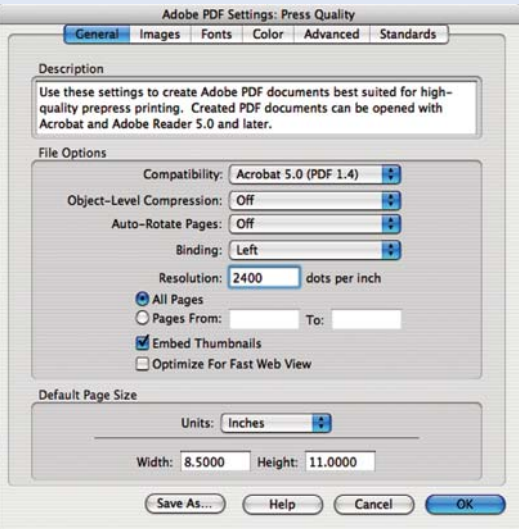 Adobe PDF Settings: Press Quality
General Images Fonts Color Advanced Standards
Description
Use these settings to create Adobe PDF documents best suited for high-
quality prepress printing. Created PDF documents can be opened with
Acrobat and Adobe Reader 5.0 and later.
File Options
Compatibility: Acrobat 5.0 (PDF 1.4)
Object-Level Compression: Off
Auto-Rotate Pages: Off
Binding: Left
Resolution: 2400 dots per inch
All Pages
Pages From: To:
Embed Thumbnails
Optimize For Fast Web View
Default Page Size
Units: Inches
Width: 8.5000 Height: 11.0000
Save As... Help Cancel OK